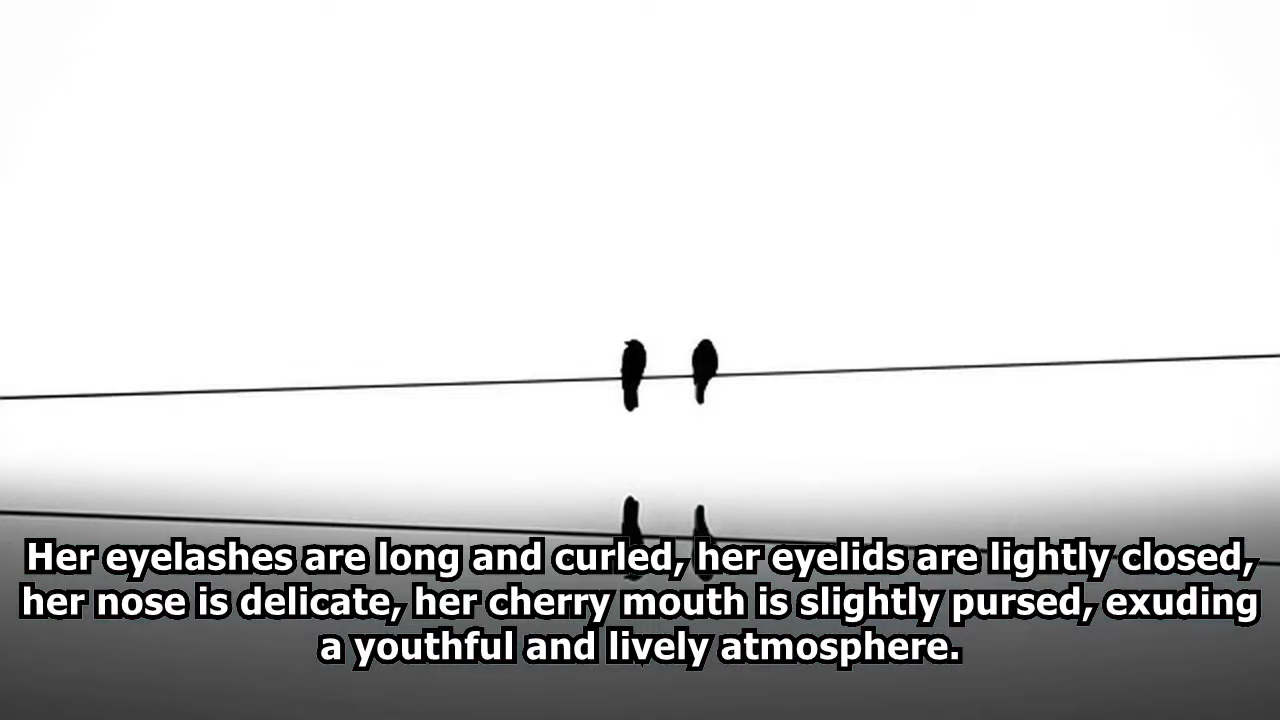 Her eyelashes are long and curled, her eyelids are lightly closed,
her nose is delicate, her cherry mouth is slightly pursed, exuding
a youthful and lively atmosphere.